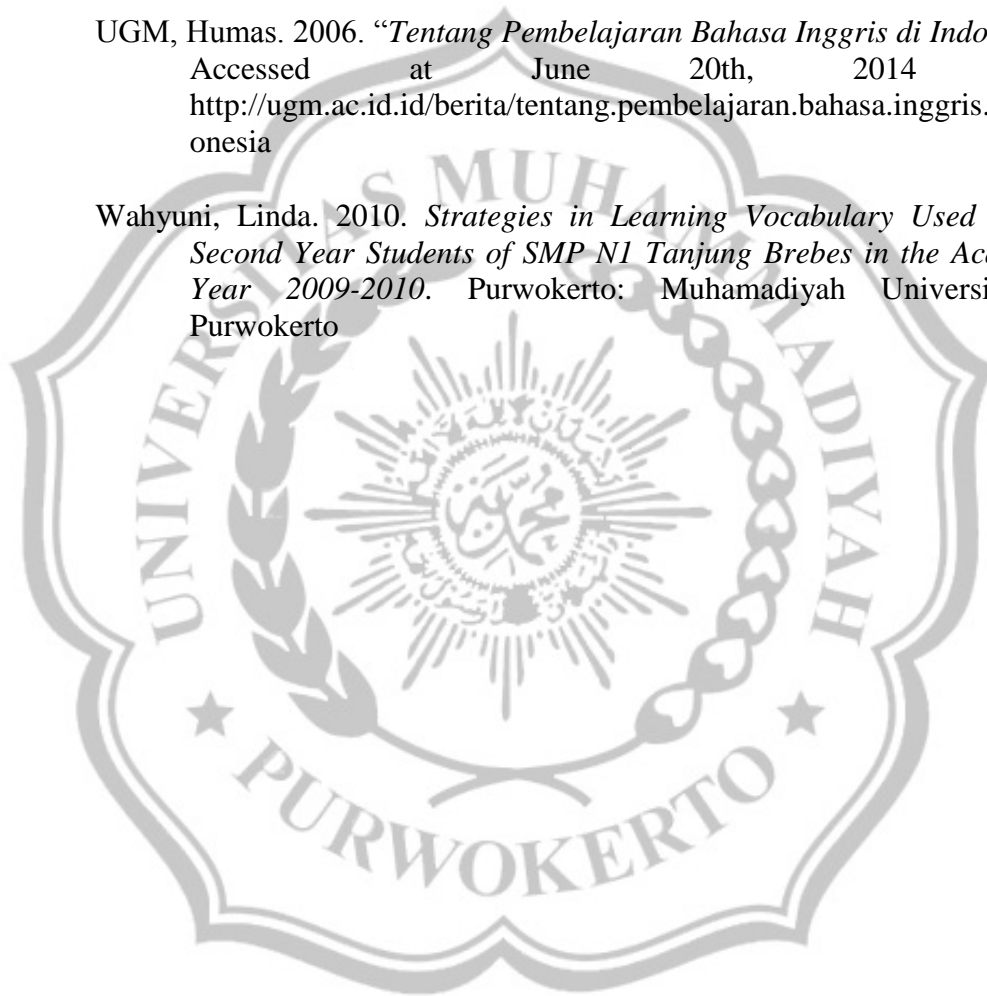 UGM, Humas. 2006. “Tentang Pembelajaran Bahasa Inggris di Indo
Accessed at June 20th, 2014
http://ugm.ac.id.id/berita/tentang.pembelajaran.bahasa.inggris.
onesia
Wahyuni, Linda. 2010. Strategies in Learning Vocabulary Used
Second Year Students of SMP N1 Tanjung Brebes in the Aca
Year 2009-2010. Purwokerto: Muhamadiyah Universi
Purwokerto
UNIVERSITAS MUHAMMADIYAH
PURWOKERTO